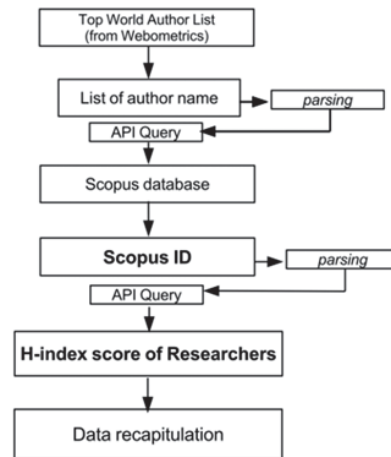 Top World Author List
(from Webometrics)
List of author name
parsing
API Query
Scopus database
Scopus ID
parsing
API Query
H-index score of Researchers
Data recapitulation